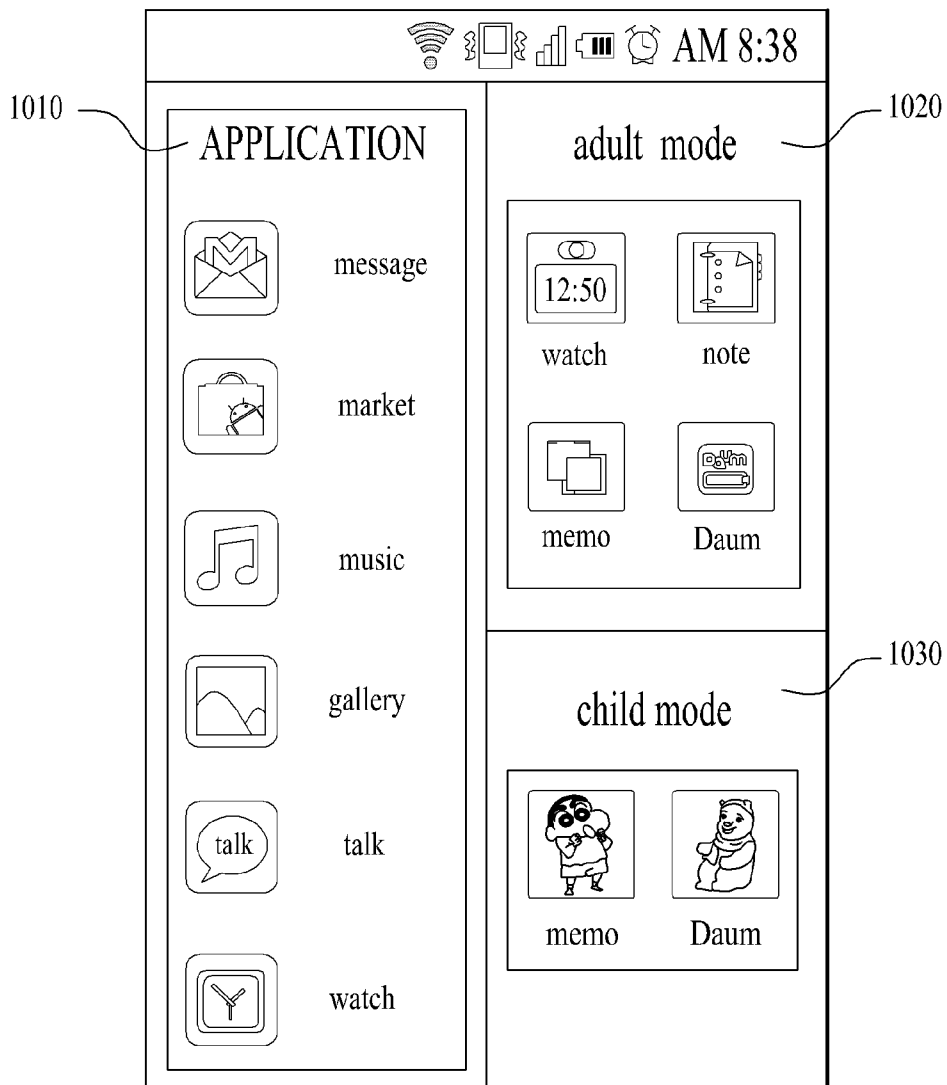 AM 8:38
1010
APPLICATION
message
market
music
gallery
talk
talk
watch
1020
adult mode
12:50
watch
note
memo
Daum
Daum
1030
child mode
memo
Daum